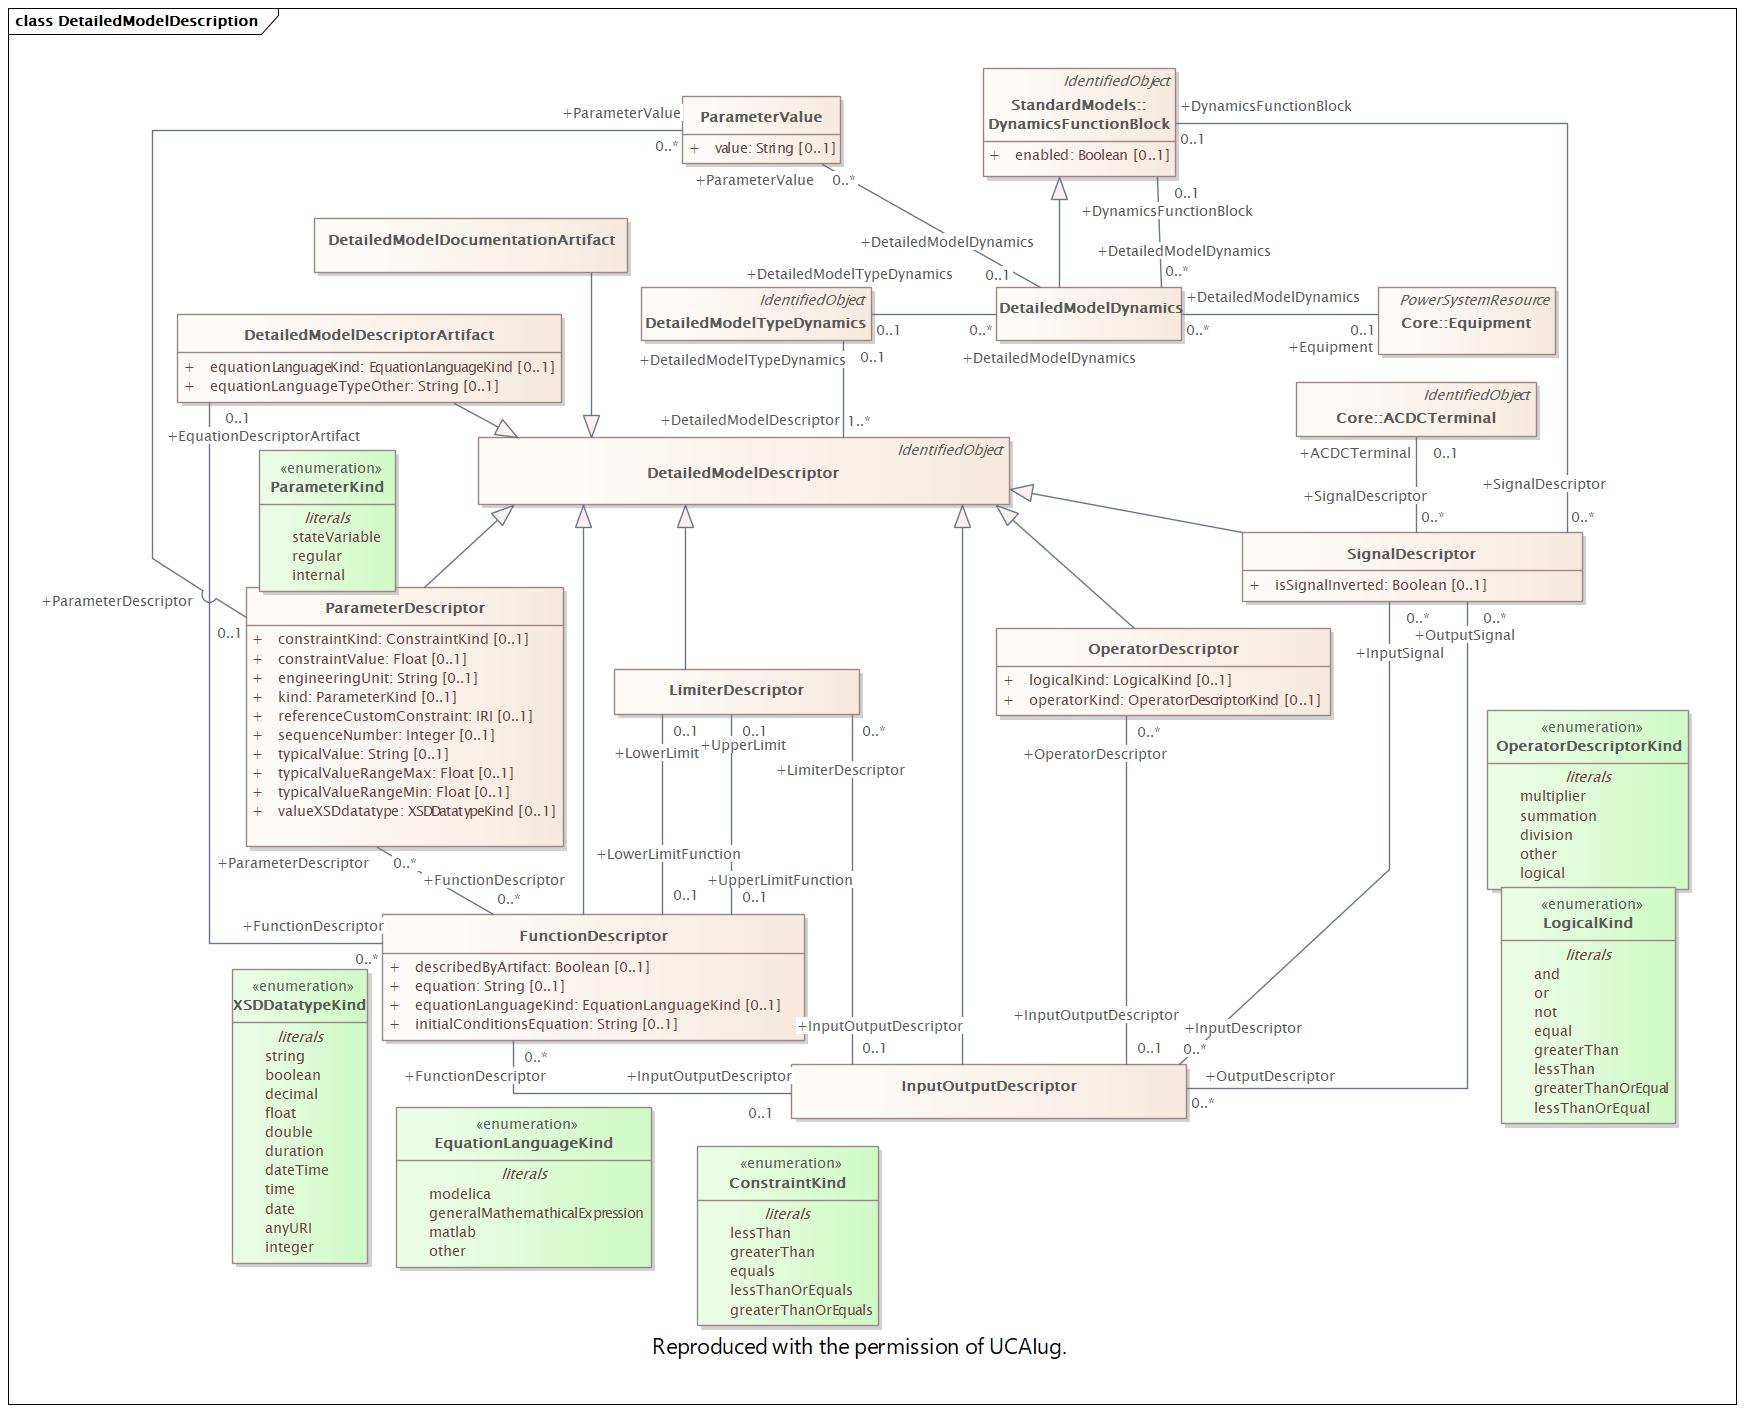 class DetailedModelDescription
IdentifiedObject
StandardModels::
DynamicsFunctionBlock
+ enabled: Boolean [0..1]
+DynamicsFunctionBlock
0..1
+ParameterValue
0..*
ParameterValue
+ value: String [0..1]
+ParameterValue 0..*
0..1
+DynamicsFunctionBlock
DetailedModelDocumentationArtifact
+DetailedModelDynamics
0..1
+DetailedModelDynamics
0..*
+DetailedModelTypeDynamics
IdentifiedObject
DetailedModelTypeDynamics
0..1
0..*
+DetailedModelDynamics
DetailedModelDynamics
+DetailedModelDynamics
0..*
0..1
+Equipment
PowerSystemResource
Core::Equipment
DetailedModelDescriptorArtifact
+ equationLanguageKind: EquationLanguageKind [0..1]
+ equationLanguageTypeOther: String [0..1]
0..1
+EquationDescriptorArtifact
+DetailedModelTypeDynamics
0..1
+DetailedModelDescriptor 1..*
IdentifiedObject
Core::ACDCTerminal
+ACDCTerminal 0..1
+SignalDescriptor
0..*
+SignalDescriptor
0..*
IdentifiedObject
DetailedModelDescriptor
«enumeration»
ParameterKind
literals
stateVariable
regular
internal
SignalDescriptor
+ isSignalInverted: Boolean [0..1]
0..*
+InputSignal
0..*
+OutputSignal
+ParameterDescriptor
0..1
ParameterDescriptor
+ constraintKind: ConstraintKind [0..1]
+ constraintValue: Float [0..1]
+ engineeringUnit: String [0..1]
+ kind: ParameterKind [0..1]
+ referenceCustomConstraint: IRI [0..1]
+ sequenceNumber: Integer [0..1]
+ typicalValue: String [0..1]
+ typicalValueRangeMax: Float [0..1]
+ typicalValueRangeMin: Float [0..1]
+ valueXSDdatatype: XSDDatatypeKind [0..1]
LimiterDescriptor
0..1
+LowerLimit
0..1
+UpperLimit
0..*
+LimiterDescriptor
OperatorDescriptor
+ logicalKind: LogicalKind [0..1]
+ operatorKind: OperatorDescriptorKind [0..1]
0..*
+OperatorDescriptor
«enumeration»
OperatorDescriptorKind
literals
multiplier
summation
division
other
logical
«enumeration»
LogicalKind
literals
and
or
not
equal
greaterThan
lessThan
greaterThanOrEqual
lessThanOrEqual
+ParameterDescriptor 0..*
+FunctionDescriptor
0..*
+LowerLimitFunction
0..1
+UpperLimitFunction
0..1
+FunctionDescriptor
0..*
FunctionDescriptor
+ describedByArtifact: Boolean [0..1]
+ equation: String [0..1]
+ equationLanguageKind: EquationLanguageKind [0..1]
+ initialConditionsEquation: String [0..1]
0..*
+FunctionDescriptor
+InputOutputDescriptor
0..1
+InputOutputDescriptor
0..1
+InputOutputDescriptor
0..1
+InputDescriptor
0..*
+OutputDescriptor
0..*
InputOutputDescriptor
«enumeration»
XSDDatatypeKind
literals
string
boolean
decimal
float
double
duration
dateTime
time
date
anyURI
integer
«enumeration»
EquationLanguageKind
literals
modelica
generalMathemathicalExpression
matlab
other
«enumeration»
ConstraintKind
literals
lessThan
greaterThan
equals
lessThanOrEquals
greaterThanOrEquals
Reproduced with the permission of UCAIug.